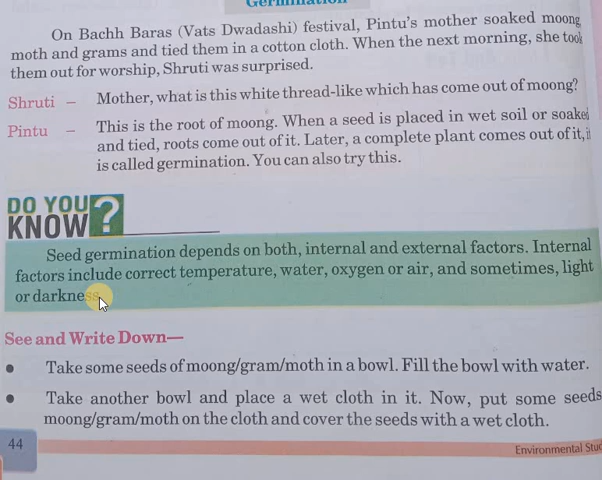 Germination
On Bachh Baras (Vats Dwadashi) festival, Pintu's mother soaked moong
moth and grams and tied them in a cotton cloth. When the next morning, she took
them out for worship, Shruti was surprised.
Shruti – Mother, what is this white thread-like which has come out of moong?
Pintu – This is the root of moong. When a seed is placed in wet soil or soaked
and tied, roots come out of it. Later, a complete plant comes out of it, i
is called germination. You can also try this.
DO YOU
KNOW ?
Seed germination depends on both, internal and external factors. Internal
factors include correct temperature, water, oxygen or air, and sometimes, light
or darkness.
See and Write Down—
• Take some seeds of moong/gram/moth in a bowl. Fill the bowl with water.
• Take another bowl and place a wet cloth in it. Now, put some seeds
moong/gram/moth on the cloth and cover the seeds with a wet cloth.
44
Environmental Stud